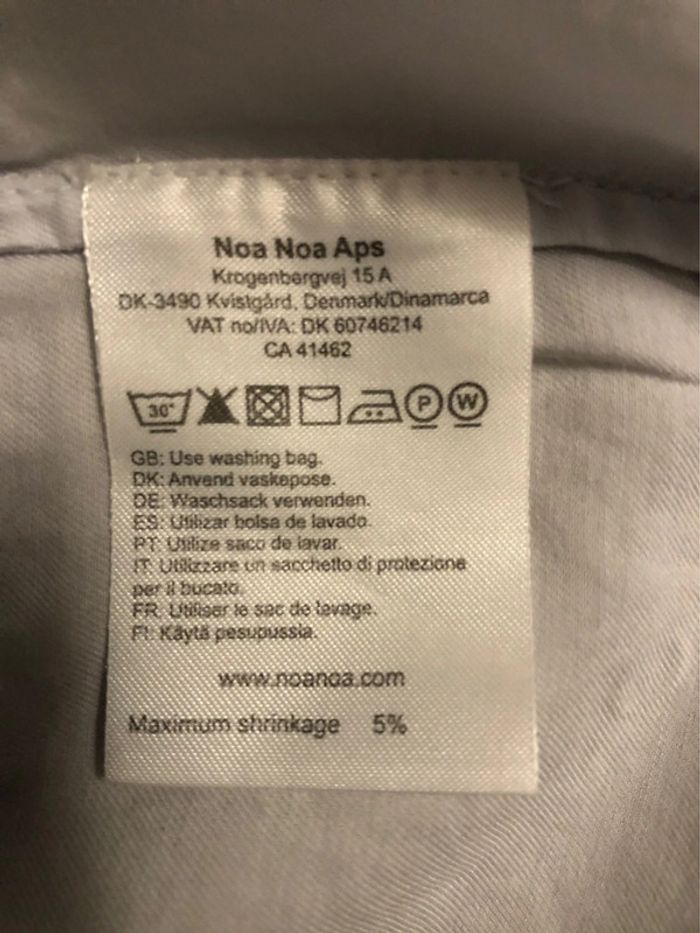 Noa Noa Aps
Krogenbergvej 15 A
DK-3490 Kvistgård, Denmark/Dinamarca
VAT no/IVA: DK 60746214
CA 41462
30° P W
GB: Use washing bag.
DK: Anvend vaskepose.
DE: Waschsack verwenden.
ES: Utilizar bolsa de lavado.
PT: Utilize saco de lavar.
IT: Utilizzare un sacchetto di protezione
per il bucato.
FR: Utiliser le sac de lavage.
FI: Käytä pesupussia.
www.noanoa.com
Maximum shrinkage 5%